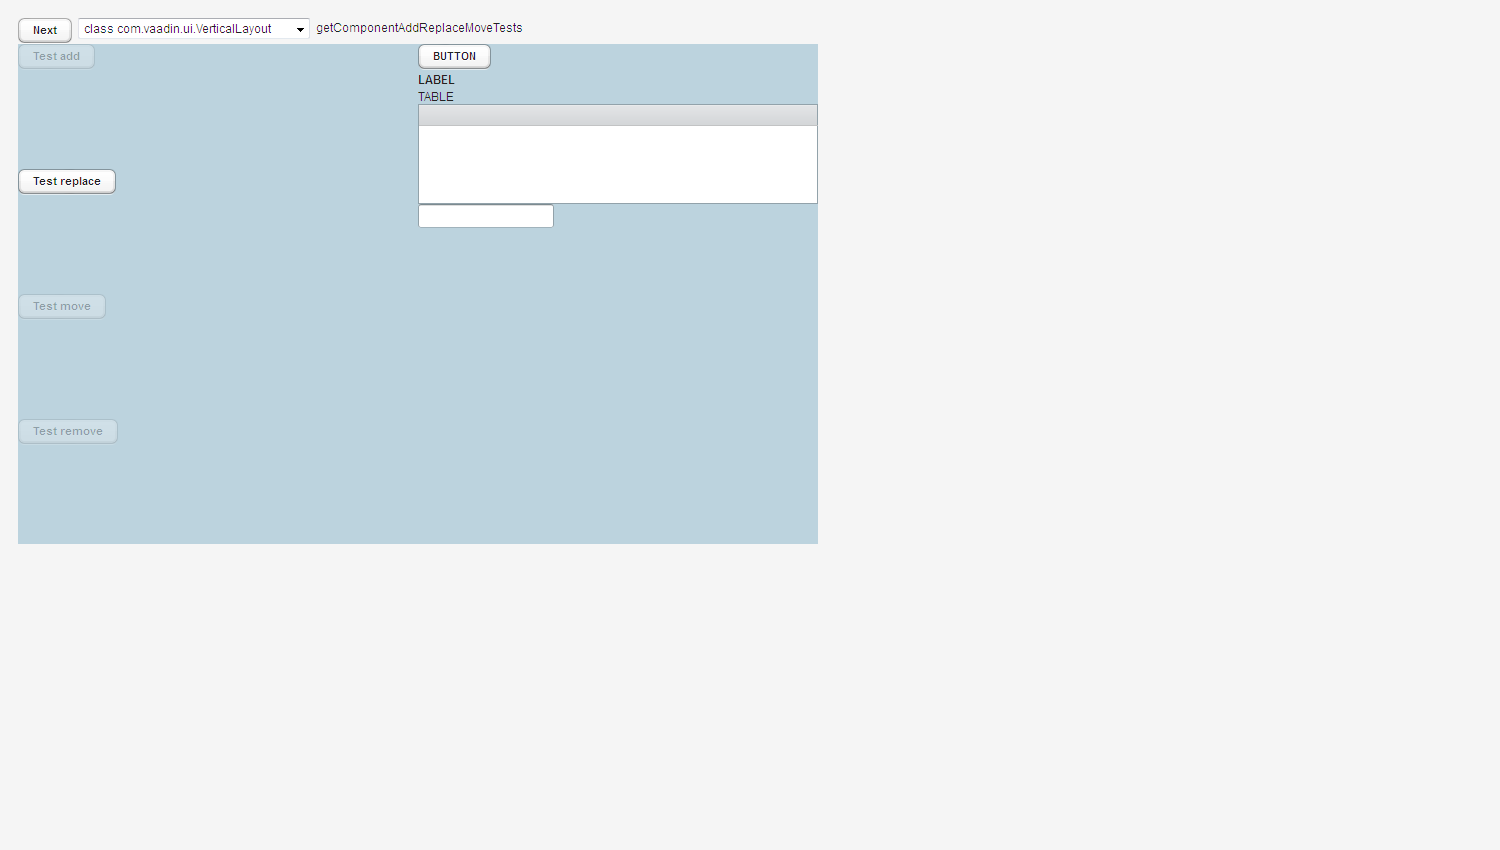 Next
class com.vaadin.ui.VerticalLayout
getComponentAddReplaceMoveTests
Test add
BUTTON
LABEL
TABLE
Test replace
Test move
Test remove